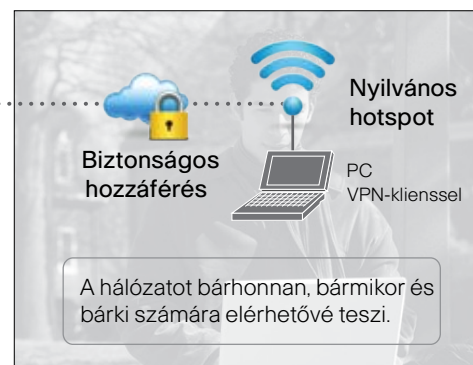 Nyilvános
hotspot
Biztonságos
hozzáférés
PC
VPN-klienssel
A hálózatot bárhonnan, bármikor és
bárki számára elérhetővé teszi.